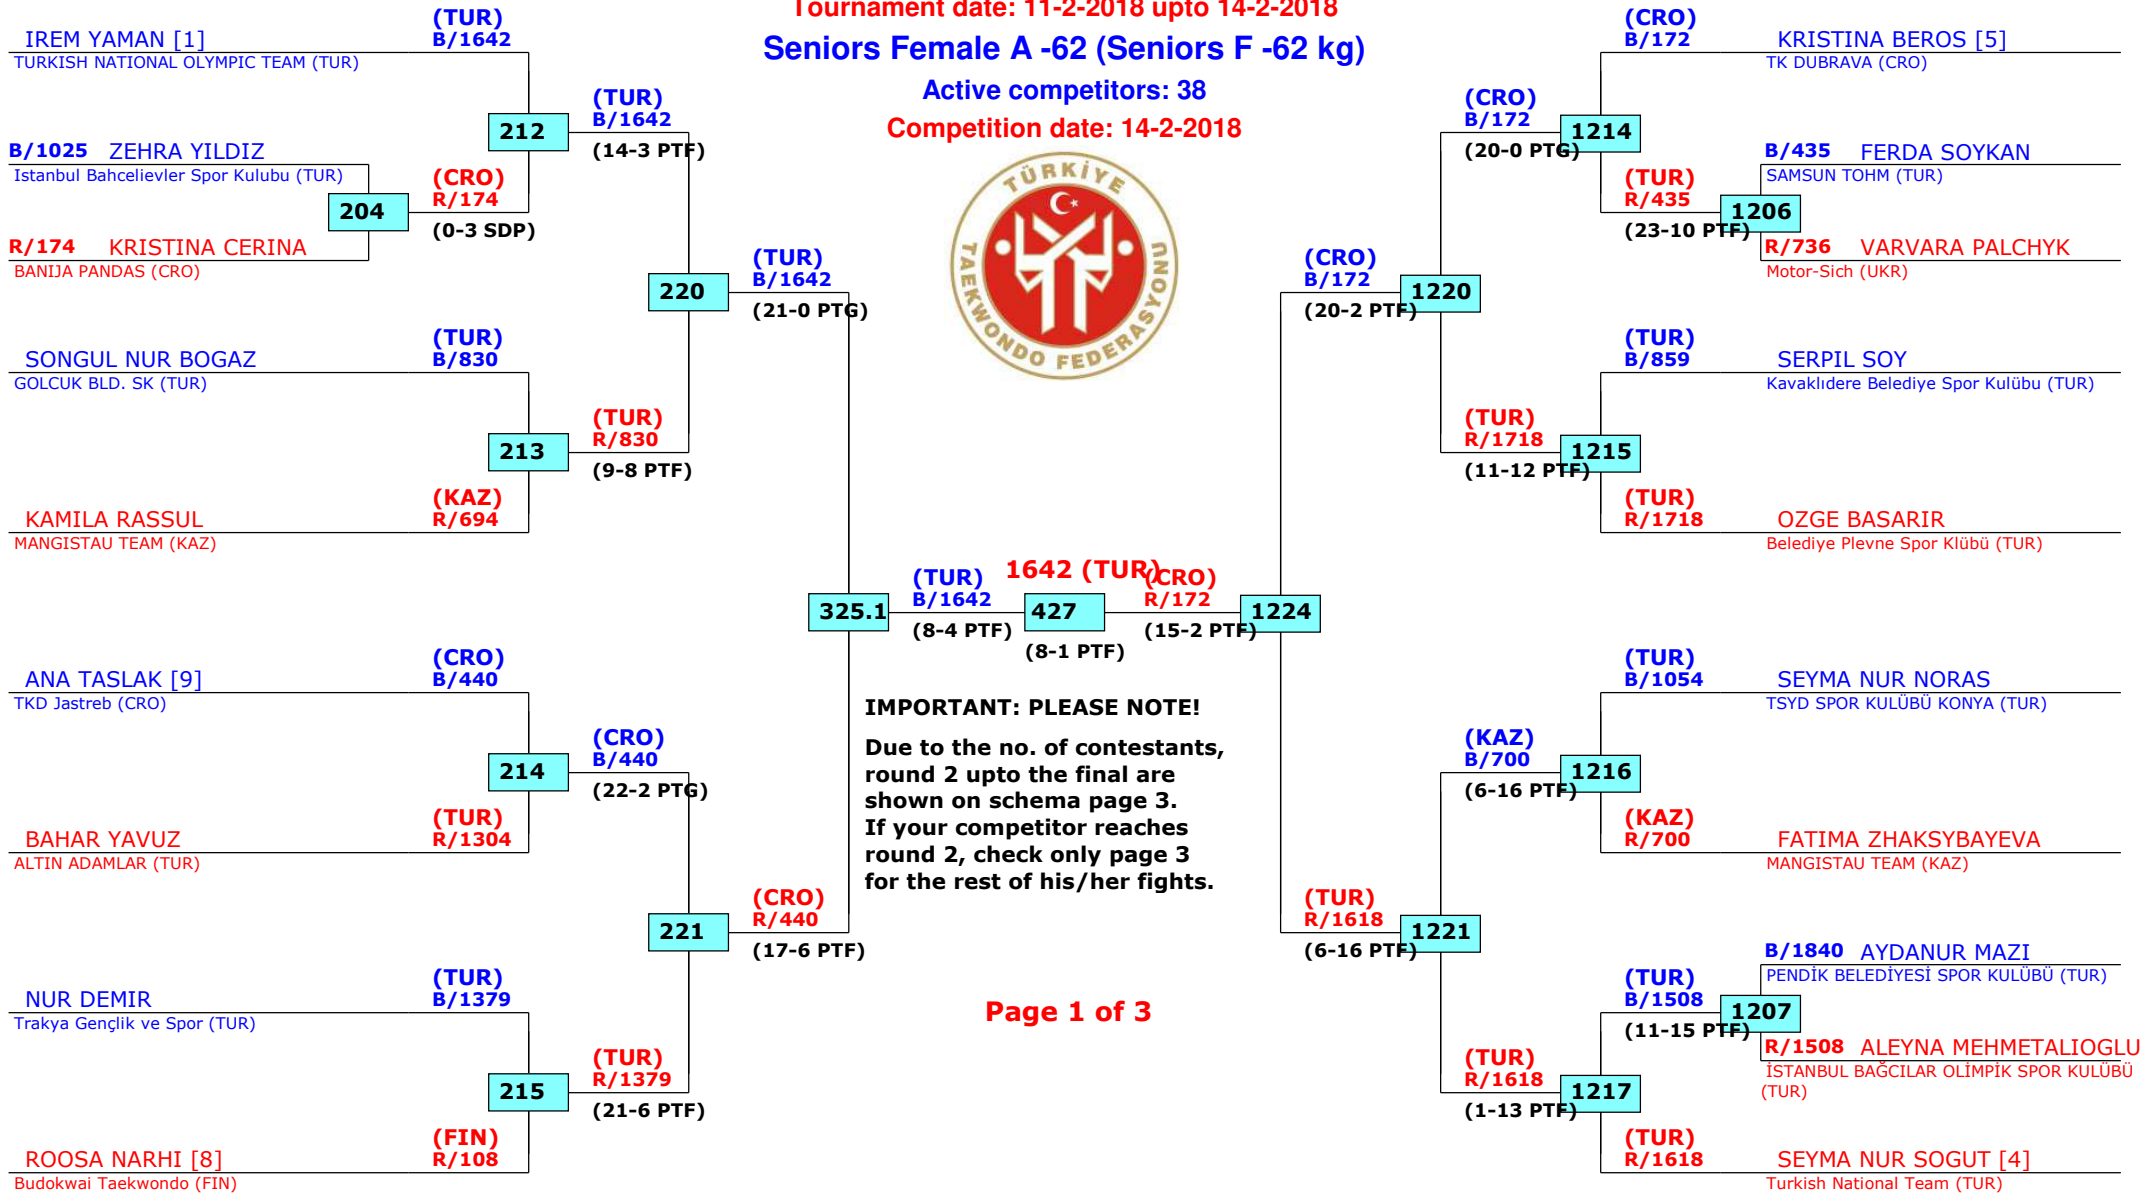 Tournament date: 11-2-2018 upto 14-2-2018
Seniors Female A -62 (Seniors F -62 kg)
Active competitors: 38
Competition date: 14-2-2018
TÜRKİYE
TAEKWONDO FEDERASYONU
IREM YAMAN [1]
TURKISH NATIONAL OLYMPIC TEAM (TUR)
(TUR)
B/1642
B/1025 ZEHRA YILDIZ
Istanbul Bahcelievler Spor Kulubu (TUR)
204
R/174 KRISTINA CERINA
BANIJA PANDAS (CRO)
(CRO)
R/174
(0-3 SDP)
212
(TUR)
B/1642
(14-3 PTF)
SONGUL NUR BOGAZ
GOLCUK BLD. SK (TUR)
(TUR)
B/830
213
KAMILA RASSUL
MANGISTAU TEAM (KAZ)
(KAZ)
R/694
(TUR)
R/830
(9-8 PTF)
220
(TUR)
B/1642
(21-0 PTG)
ANA TASLAK [9]
TKD Jastreb (CRO)
(CRO)
B/440
214
BAHAR YAVUZ
ALTIN ADAMLAR (TUR)
(TUR)
R/1304
(CRO)
B/440
(22-2 PTG)
NUR DEMIR
Trakya Gençlik ve Spor (TUR)
(TUR)
B/1379
215
ROOSA NARHI [8]
Budokwai Taekwondo (FIN)
(FIN)
R/108
(TUR)
R/1379
(21-6 PTF)
221
(CRO)
R/440
(17-6 PTF)
325.1
(TUR)
B/1642
(8-4 PTF)
1642 (TUR)
427
(8-1 PTF)
(CRO)
R/172
(15-2 PTF)
1224
IMPORTANT: PLEASE NOTE!
Due to the no. of contestants,
round 2 upto the final are
shown on schema page 3.
If your competitor reaches
round 2, check only page 3
for the rest of his/her fights.
Page 1 of 3
(CRO)
B/172
KRISTINA BEROS [5]
TK DUBRAVA (CRO)
(CRO)
B/172
(20-0 PTG)
1214
B/435 FERDA SOYKAN
SAMSUN TOHM (TUR)
(TUR)
R/435
(23-10 PTF)
1206
R/736 VARVARA PALCHYK
Motor-Sich (UKR)
(CRO)
B/172
(20-2 PTF)
1220
(TUR)
B/859
SERPIL SOY
Kavaklıdere Belediye Spor Kulübu (TUR)
(TUR)
R/1718
(11-12 PTF)
1215
(TUR)
R/1718
OZGE BASARIR
Belediye Plevne Spor Klübü (TUR)
(TUR)
B/1054
SEYMA NUR NORAS
TSYD SPOR KULÜBÜ KONYA (TUR)
(KAZ)
B/700
(6-16 PTF)
1216
(KAZ)
R/700
FATIMA ZHAKSYBAYEVA
MANGISTAU TEAM (KAZ)
(TUR)
R/1618
(6-16 PTF)
1221
B/1840 AYDANUR MAZI
PENDİK BELEDİYESİ SPOR KULÜBÜ (TUR)
(TUR)
B/1508
(11-15 PTF)
1207
R/1508 ALEYNA MEHMETALIOGLU
İSTANBUL BAĞCILAR OLİMPİK SPOR KULÜBÜ
(TUR)
(TUR)
R/1618
(1-13 PTF)
1217
(TUR)
R/1618
SEYMA NUR SOGUT [4]
Turkish National Team (TUR)